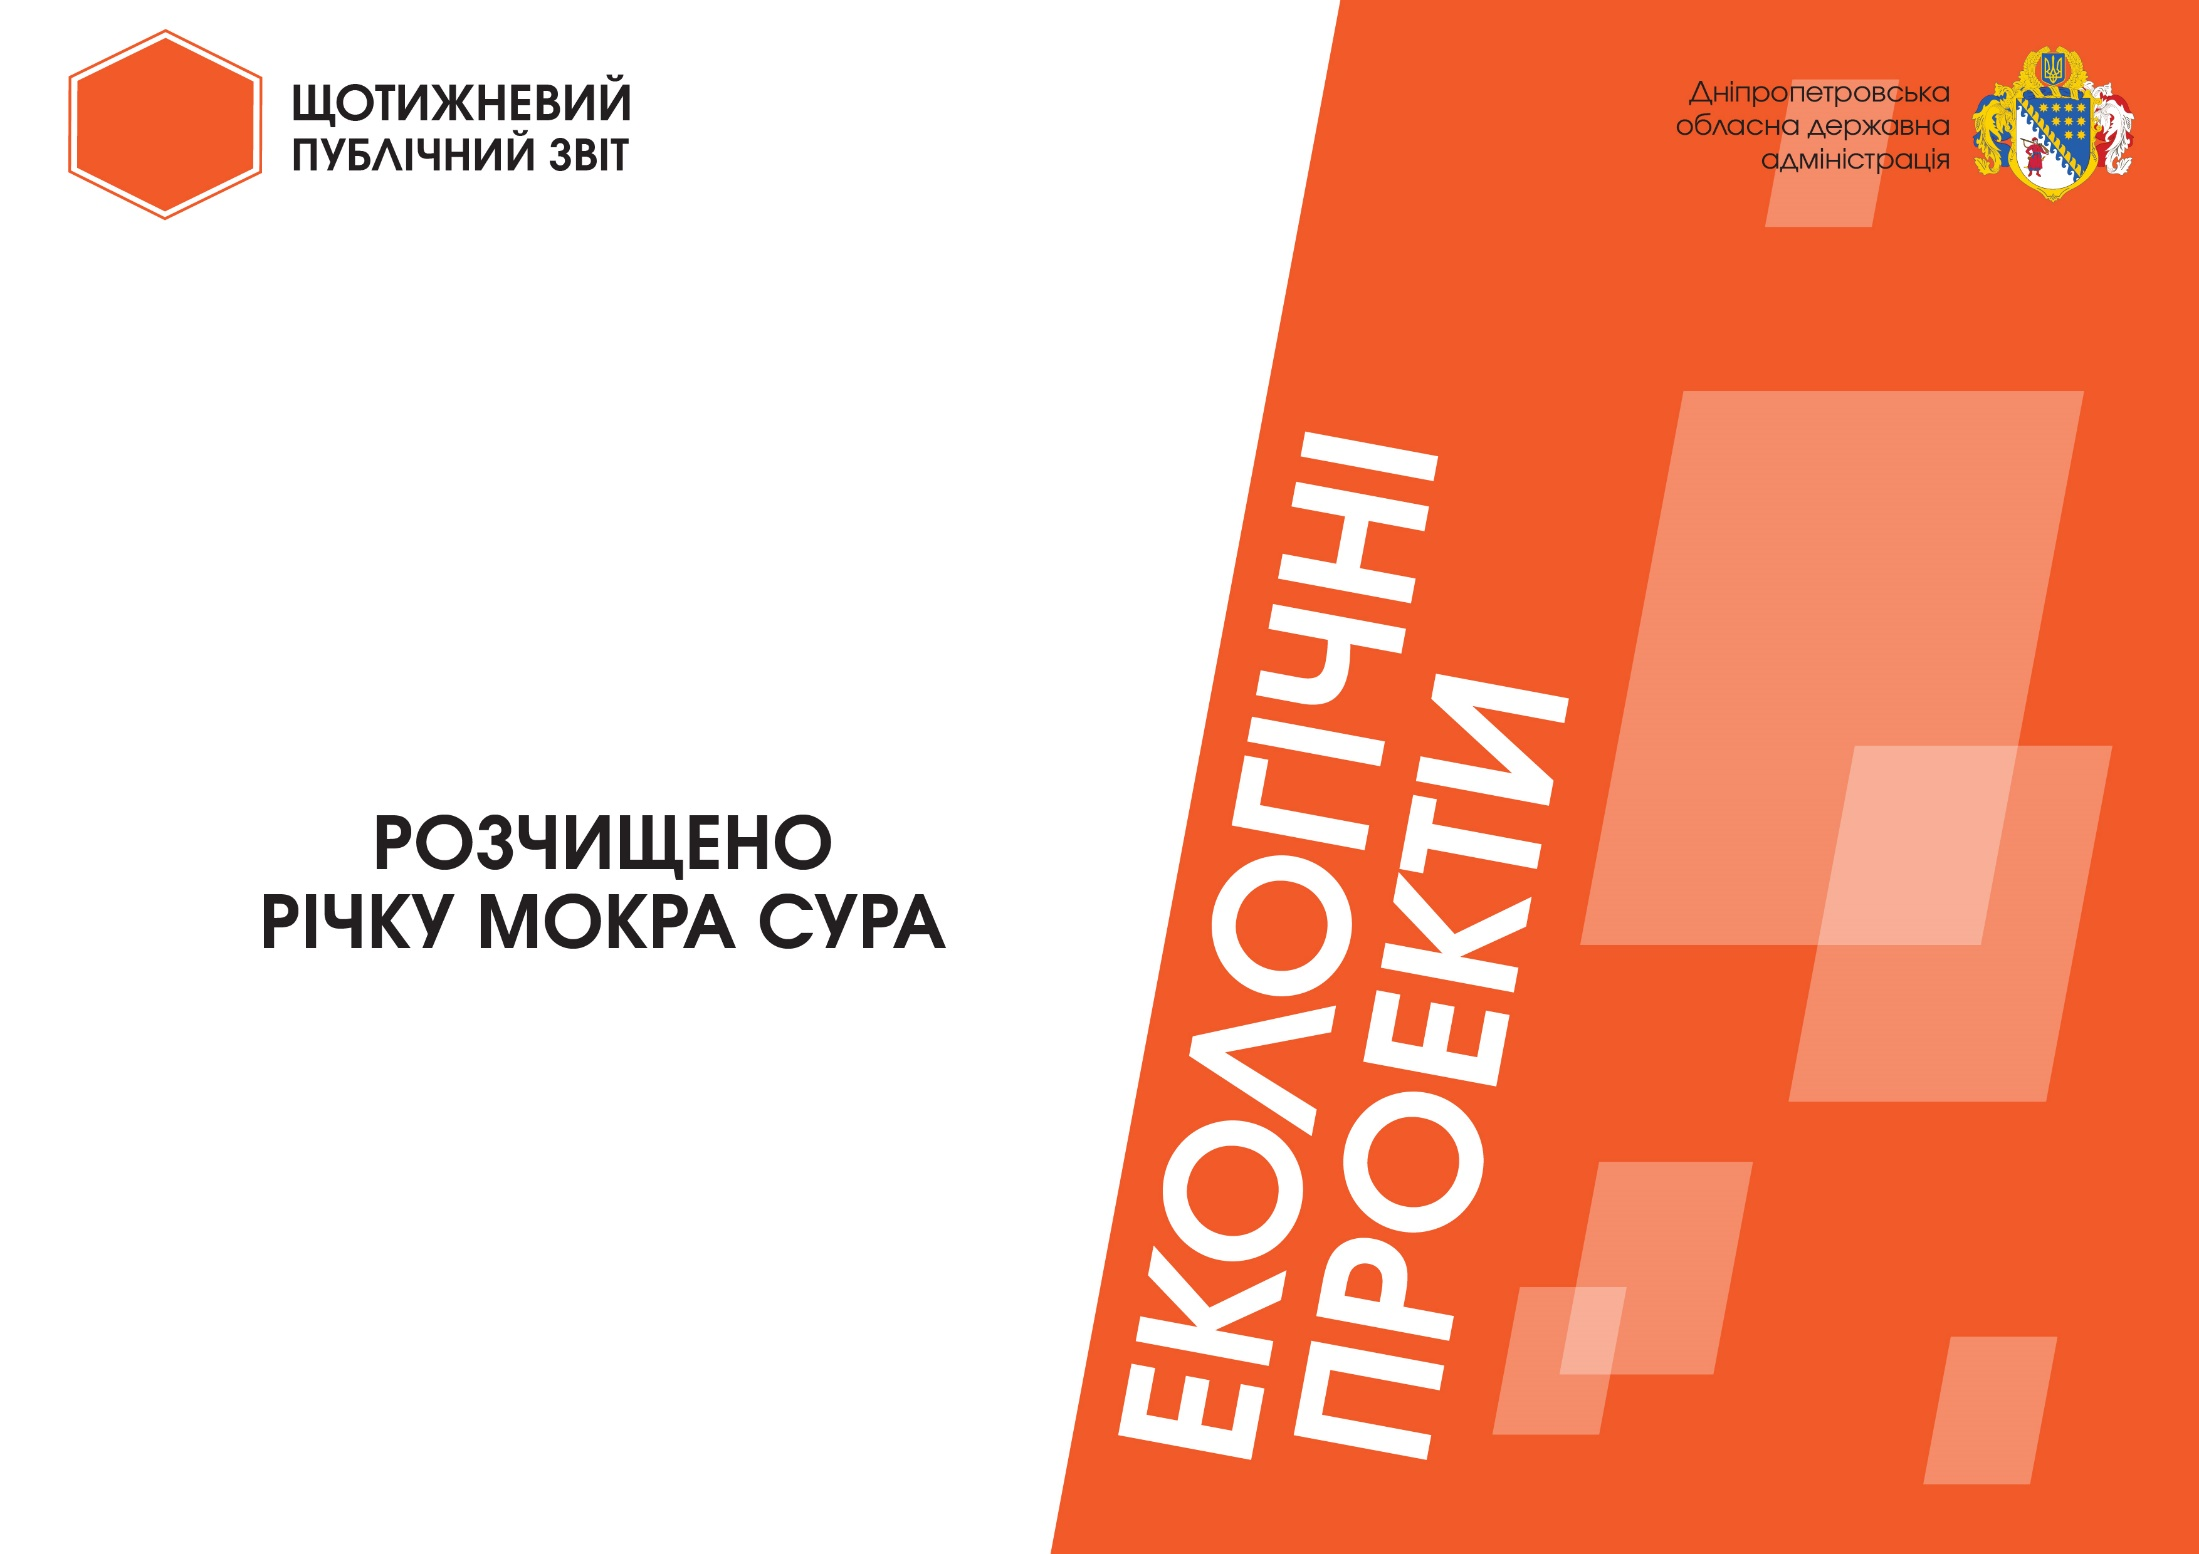 ЩОТИЖНЕВИЙ
ПУБЛІЧНИЙ ЗВІТ
Дніпропетровська
обласна державна
адміністрація
РОЗЧИЩЕНО
РІЧКУ МОКРА СУРА
ЕКОЛОГІЧНІ
ПРОЕКТИ